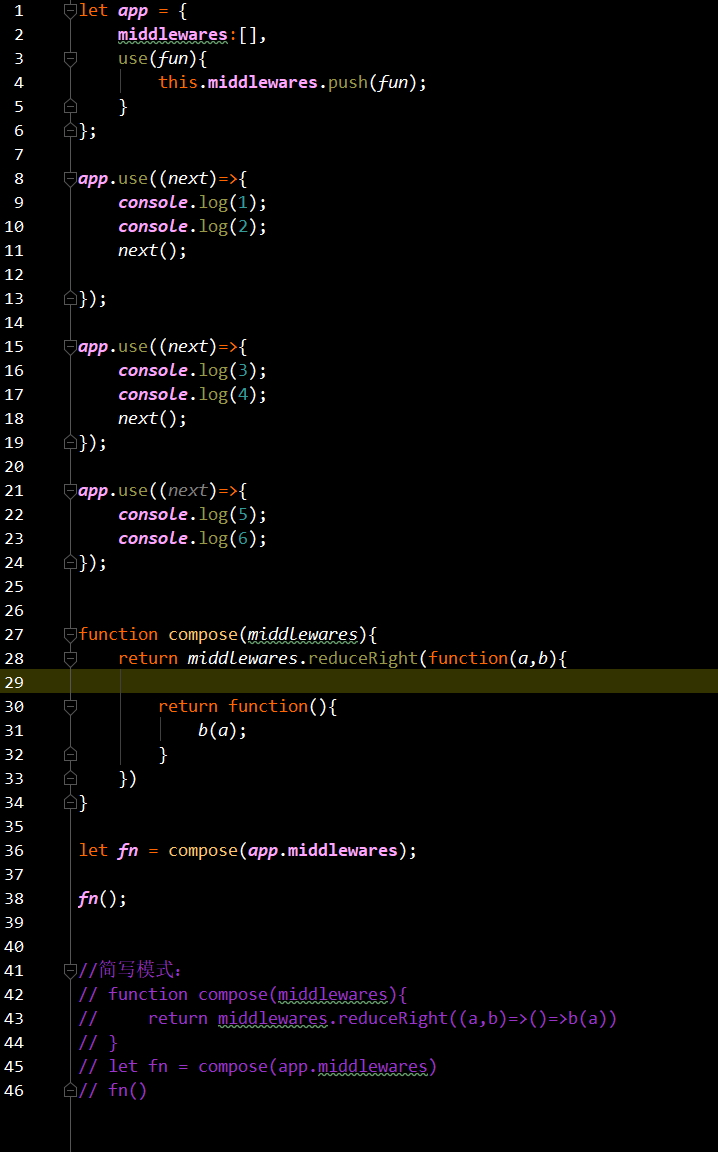 1 let app = {
2     middlewares:[],
3     use(fun){
4         this.middlewares.push(fun);
5     }
6 };
7
8 app.use((next)=>{
9     console.log(1);
10     console.log(2);
11     next();
12
13 });
14
15 app.use((next)=>{
16     console.log(3);
17     console.log(4);
18     next();
19 });
20
21 app.use((next)=>{
22     console.log(5);
23     console.log(6);
24 });
25
26
27 function compose(middlewares){
28     return middlewares.reduceRight(function(a,b){
29
30         return function(){
31             b(a);
32         }
33     })
34 }
35
36 let fn = compose(app.middlewares);
37
38 fn();
39
40
41 //简写模式：
42 // function compose(middlewares){
43 //     return middlewares.reduceRight((a,b)=>()=>b(a))
44 // }
45 // let fn = compose(app.middlewares)
46 // fn()